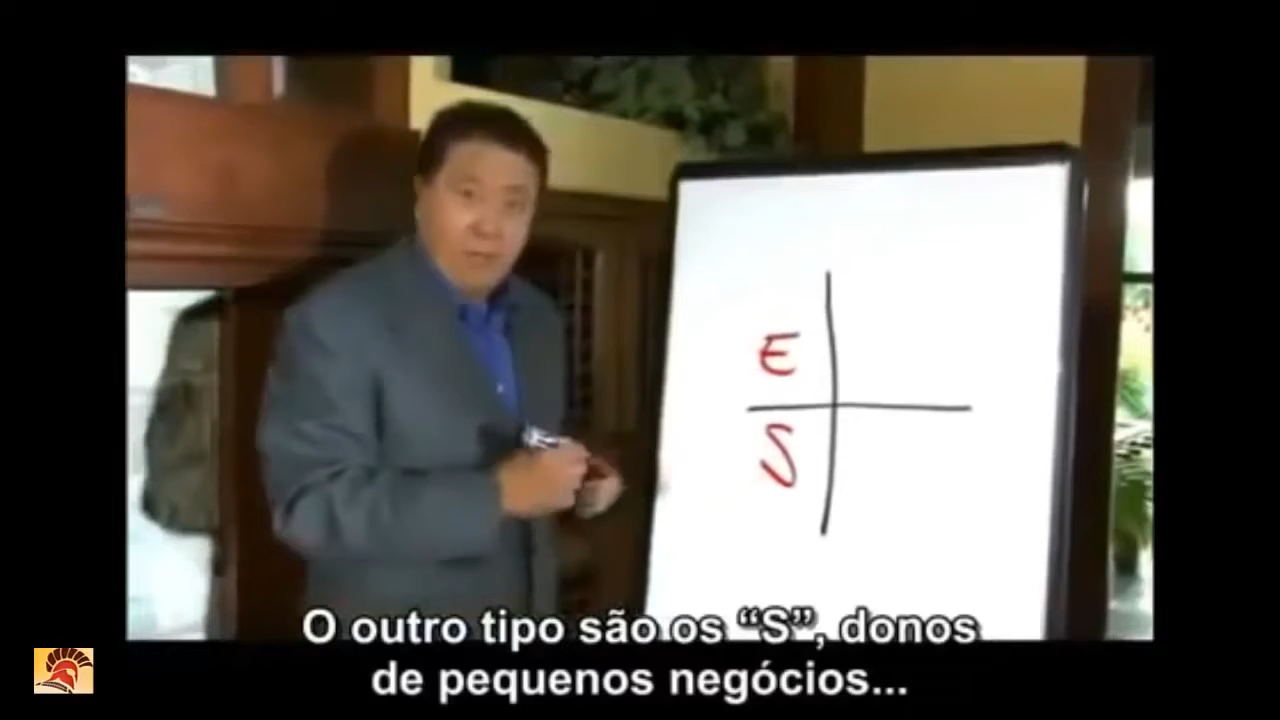 E
S
O outro tipo são os “S”, donos
de pequenos negócios...